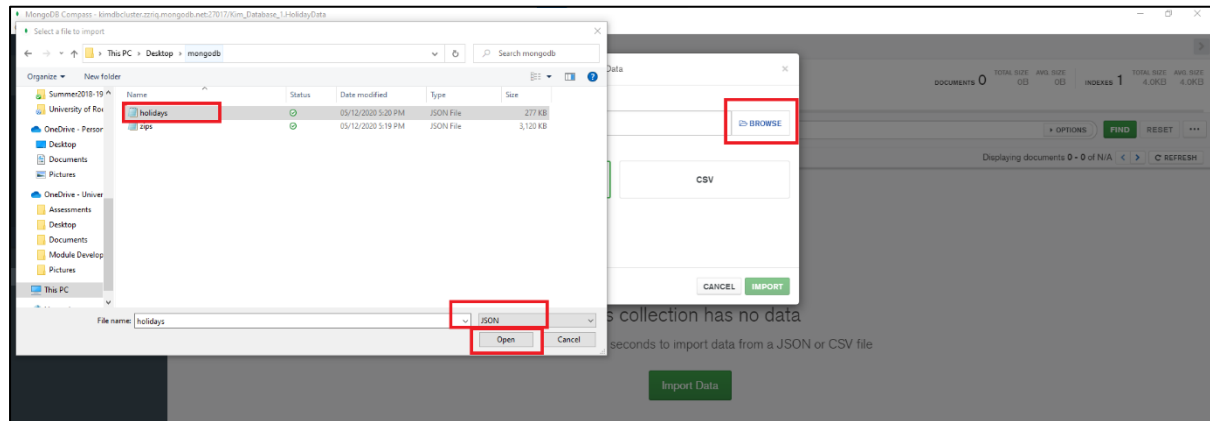 MongoDB Compass - kimdbcluster.zzriq.mongodb.net:27017/Kim_Database_1.HolidayData
Select a file to import
This PC > Desktop > mongodb
Search mongodb
Organize
New folder
Name
Status
Date modified
Type
Size
Summer2018-19
University of
OneDrive - Person
Desktop
Documents
Pictures
OneDrive - Univer
Assessments
Desktop
Documents
Module Develop
Pictures
This PC
holidays
05/12/2020 5:20 PM
JSON File
277 KB
zips
05/12/2020 5:19 PM
JSON File
3,120 KB
File name:
holidays
JSON
Open
Cancel
Data
BROWSE
CSV
CANCEL
IMPORT
DOCUMENTS 0
TOTAL SIZE
0B
AVG. SIZE
0B
INDEXES 1
TOTAL SIZE
4.0KB
AVG. SIZE
4.0KB
OPTIONS
FIND
RESET
Displaying documents 0 - 0 of N/A
REFRESH
s collection has no data
seconds to import data from a JSON or CSV file
Import Data